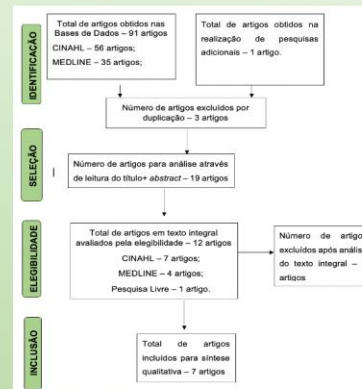 IDENTIFICAÇÃO
Total de artigos obtidos nas
Bases de Dados – 91 artigos
CINAHL – 56 artigos;
MEDLINE – 35 artigos;
Total de artigos obtidos na
realização de pesquisas
adicionais – 1 artigo.
Número de artigos excluídos por
duplicação – 3 artigos
SELEÇÃO
Número de artigos para análise através
de leitura do título+ abstract – 19 artigos
ELEGIBILIDADE
Total de artigos em texto integral
avaliados pela elegibilidade – 12 artigos
CINAHL – 7 artigos;
MEDLINE – 4 artigos;
Pesquisa Livre – 1 artigo.
Número de artigo
excluídos após anális
do texto integral –
artigos
INCLUSÃO
Total de artigos
incluídos para síntese
qualitativa – 7 artigos